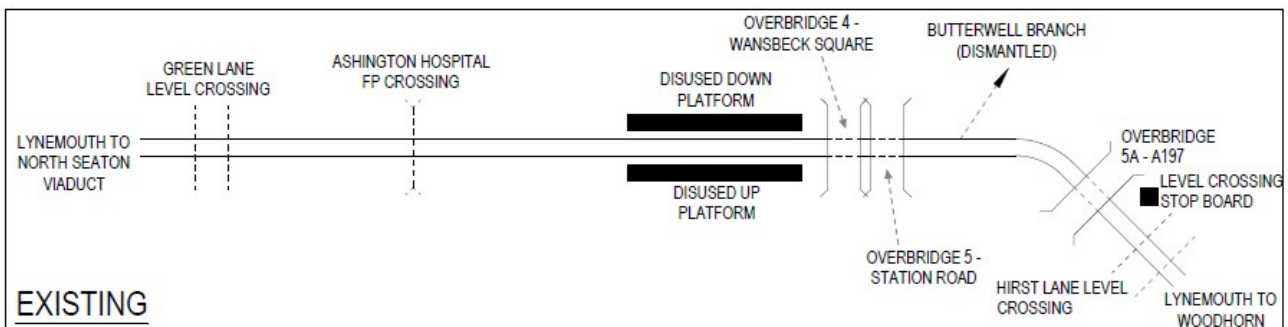 GREEN LANE
LEVEL CROSSING
ASHINGTON HOSPITAL
FP CROSSING
OVERBRIDGE 4 -
WANSBECK SQUARE
BUTTERWELL BRANCH
(DISMANTLED)
DISUSED DOWN
PLATFORM
LYNEMOUTH TO
NORTH SEATON
VIADUCT
OVERBRIDGE
5A - A197
LEVEL CROSSING
STOP BOARD
DISUSED UP
PLATFORM
OVERBRIDGE 5 -
STATION ROAD
HIRST LANE LEVEL
CROSSING
LYNEMOUTH TO
WOODHORN
EXISTING